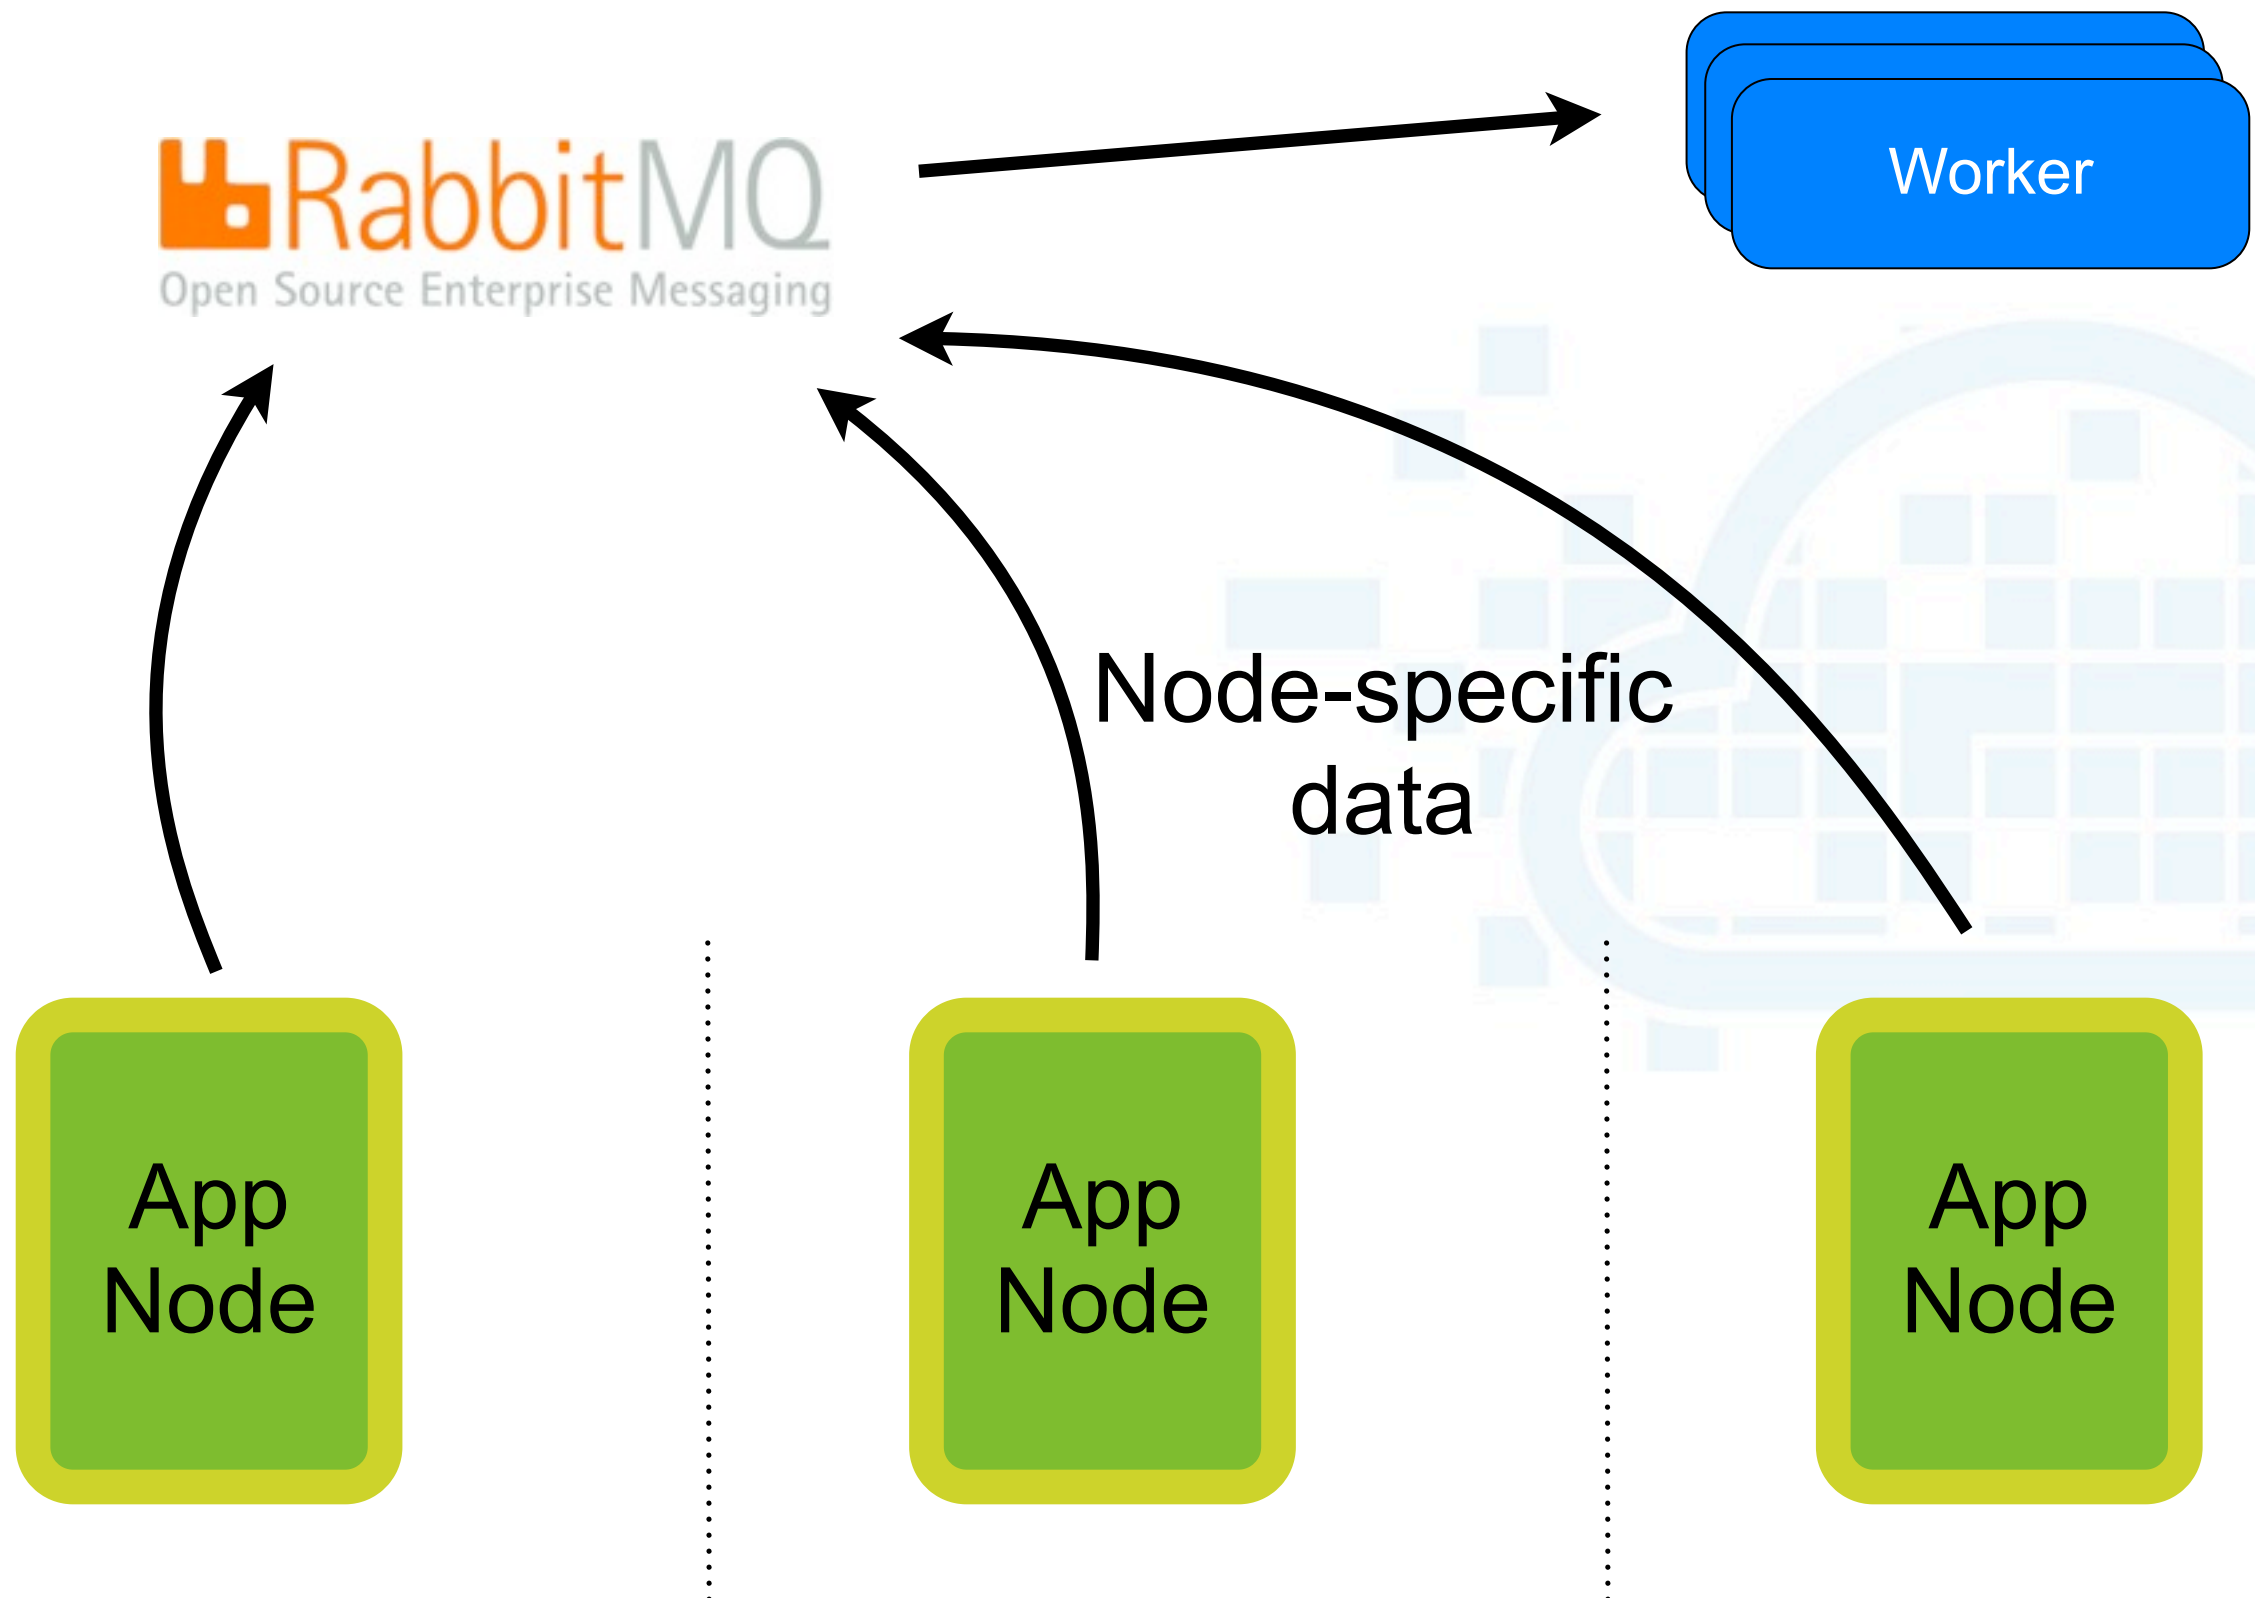 RabbitMQ
Open Source Enterprise Messaging
Worker
Node-specific
data
App
Node
App
Node
App
Node